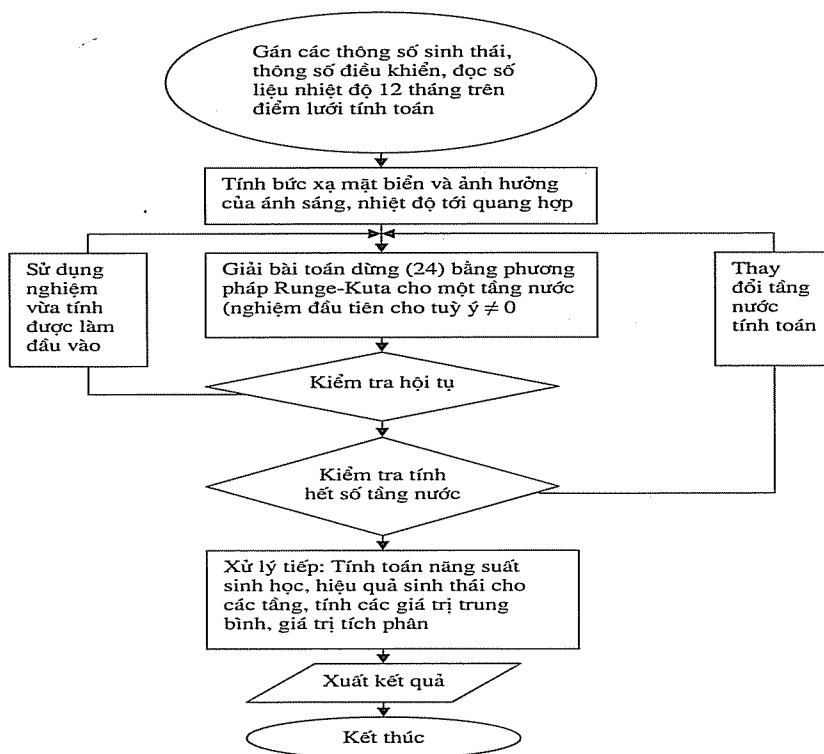 Gán các thông số sinh thái,
thông số điều khiển, đọc số
liệu nhiệt độ 12 tháng trên
điểm lưới tính toán
Tính bức xạ mặt biển và ảnh hưởng
của ánh sáng, nhiệt độ tới quang hợp
Sử dụng
nghiệm
vừa tính
được làm
đầu vào
Giải bài toán dừng (24) bằng phương
pháp Runge-Kuta cho một tầng nước
(nghiệm đầu tiên cho tuỳ ý ≠ 0
Thay
đổi tầng
nước
tính toán
Kiểm tra hội tụ
Kiểm tra tính
hết số tầng nước
Xử lý tiếp: Tính toán năng suất
sinh học, hiệu quả sinh thái cho
các tầng, tính các giá trị trung
bình, giá trị tích phân
Xuất kết quả
Kết thúc